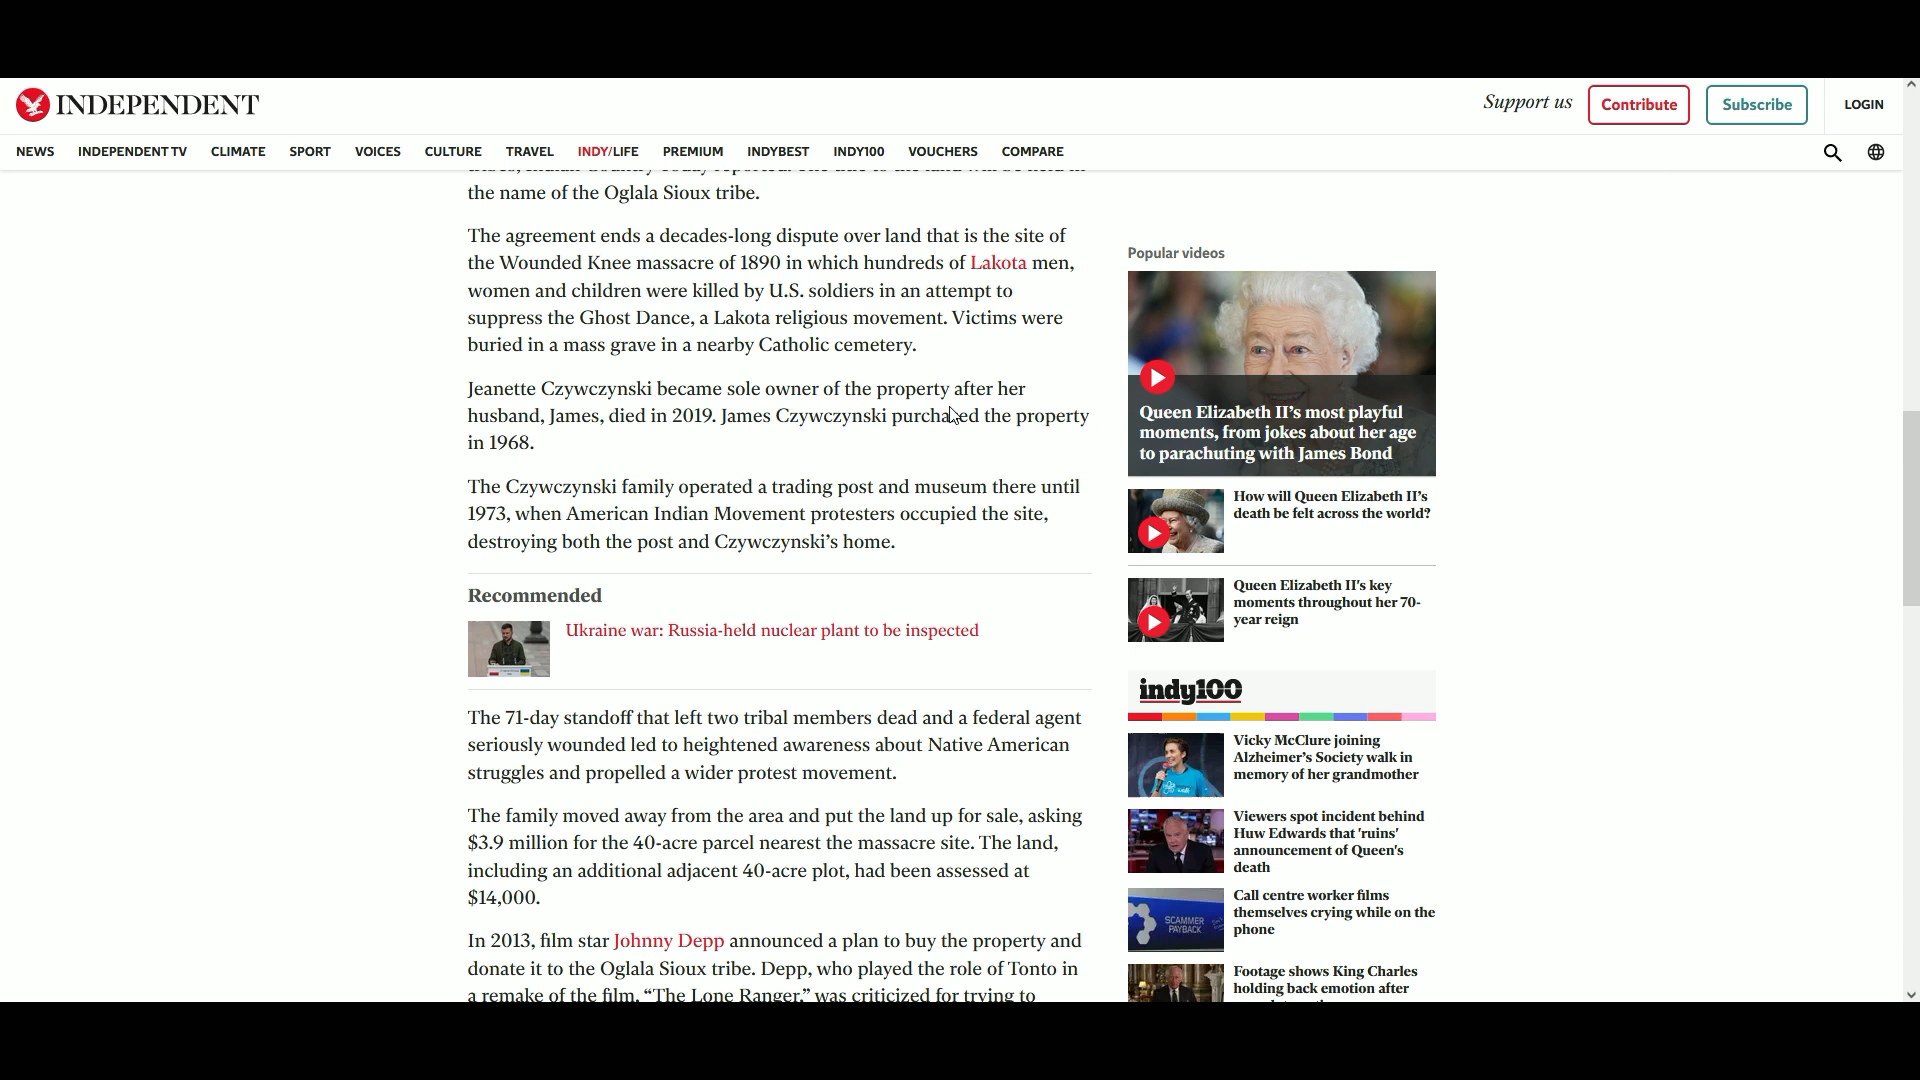 INDEPENDENT
Support us
Contribute
Subscribe
LOGIN
NEWS INDEPENDENT TV CLIMATE SPORT VOICES CULTURE TRAVEL INDY/LIFE PREMIUM INDYBEST INDY100 VOUCHERS COMPARE
the name of the Oglala Sioux tribe.
The agreement ends a decades-long dispute over land that is the site of
the Wounded Knee massacre of 1890 in which hundreds of Lakota men,
women and children were killed by U.S. soldiers in an attempt to
suppress the Ghost Dance, a Lakota religious movement. Victims were
buried in a mass grave in a nearby Catholic cemetery.
Jeanette Czywczynski became sole owner of the property after her
husband, James, died in 2019. James Czywczynski purchased the property
in 1968.
The Czywczynski family operated a trading post and museum there until
1973, when American Indian Movement protesters occupied the site,
destroying both the post and Czywczynski's home.
Recommended
Ukraine war: Russia-held nuclear plant to be inspected
The 71-day standoff that left two tribal members dead and a federal agent
seriously wounded led to heightened awareness about Native American
struggles and propelled a wider protest movement.
The family moved away from the area and put the land up for sale, asking
$3.9 million for the 40-acre parcel nearest the massacre site. The land,
including an additional adjacent 40-acre plot, had been assessed at
$14,000.
In 2013, film star Johnny Depp announced a plan to buy the property and
donate it to the Oglala Sioux tribe. Depp, who played the role of Tonto in
a remake of the film, “The Lone Ranger,” was criticized for trying to
Popular videos
Queen Elizabeth II's most playful
moments, from jokes about her age
to parachuting with James Bond
How will Queen Elizabeth II's
death be felt across the world?
Queen Elizabeth II's key
moments throughout her 70-
year reign
indy100
Vicky McClure joining
Alzheimer's Society walk in
memory of her grandmother
Viewers spot incident behind
Huw Edwards that 'ruins'
announcement of Queen's
death
SCAMMER
PAYBACK
Call centre worker films
themselves crying while on the
phone
Footage shows King Charles
holding back emotion after